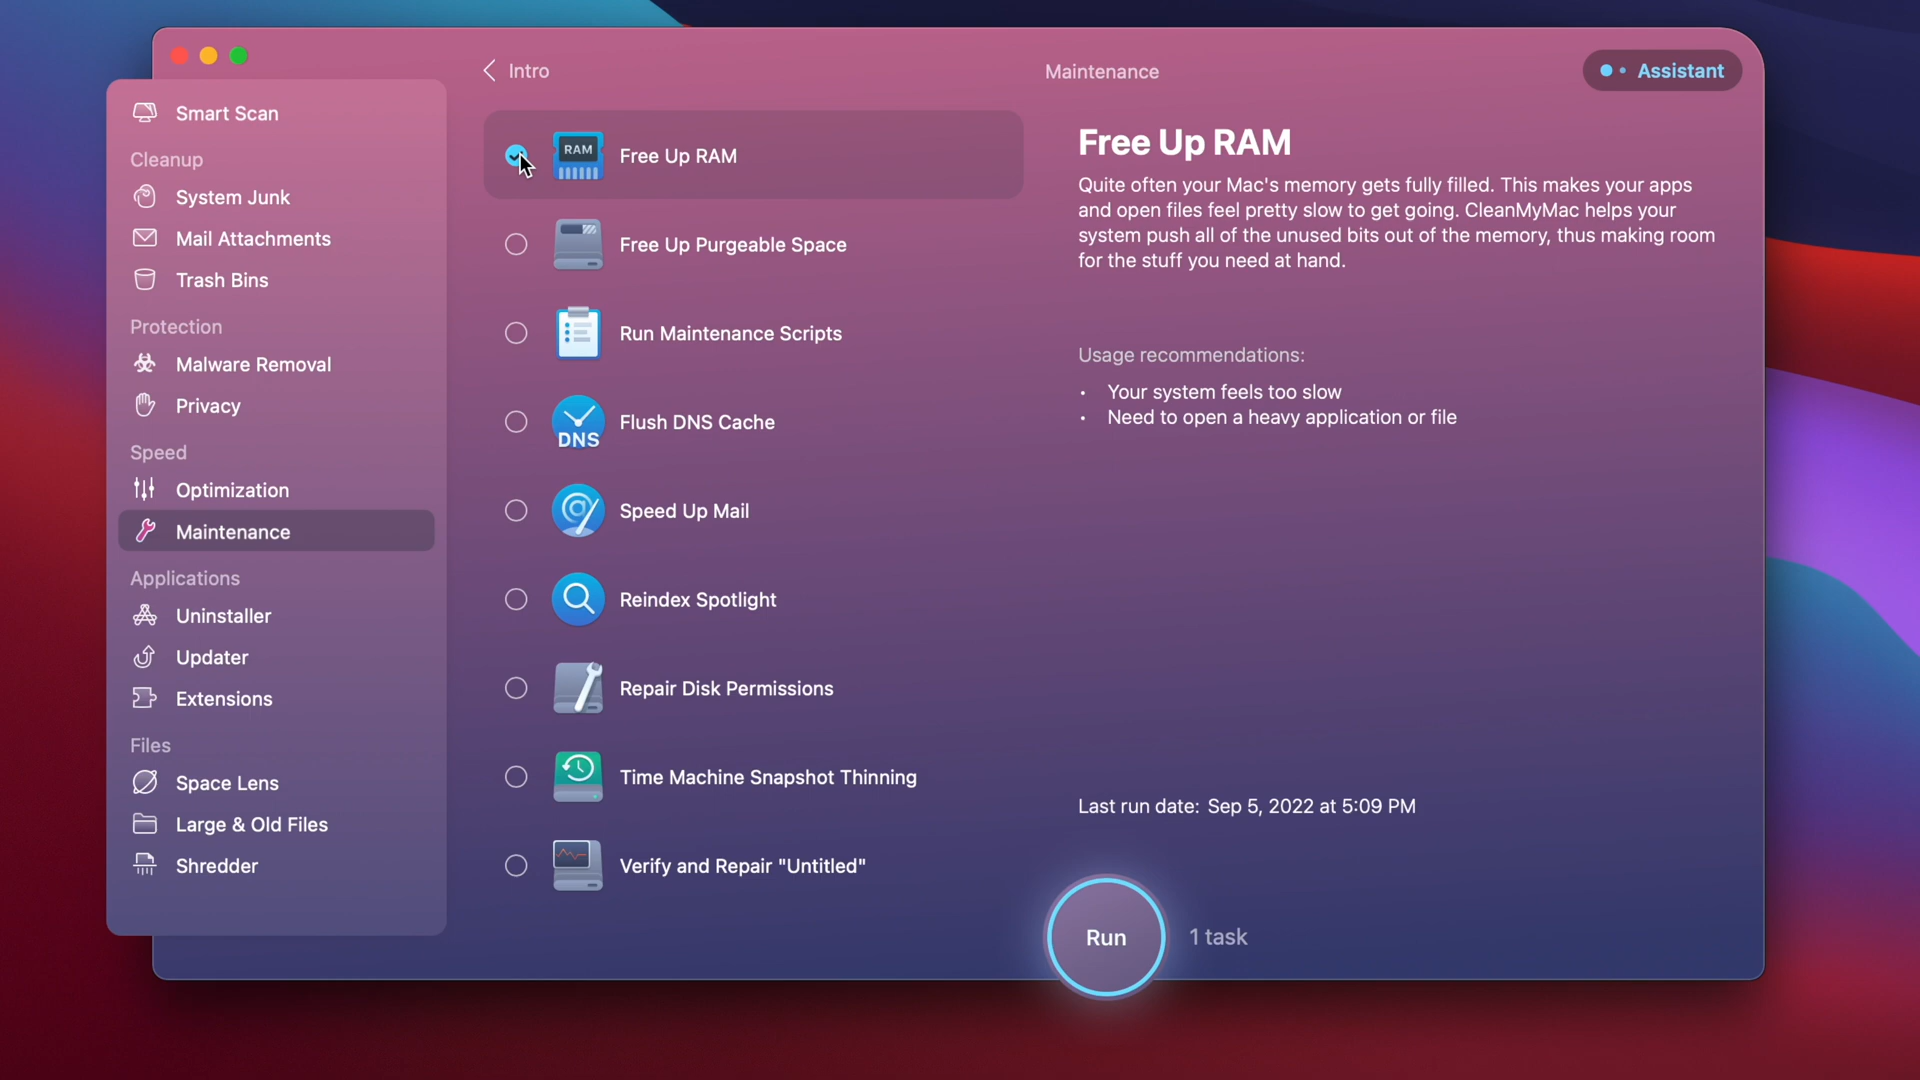 Smart Scan
Cleanup
System Junk
Mail Attachments
Trash Bins
Protection
Malware Removal
Privacy
Speed
Optimization
Maintenance
Applications
Uninstaller
Updater
Extensions
Files
Space Lens
Large & Old Files
Shredder
Intro
Maintenance
Assistant
RAM
Free Up RAM
Free Up Purgeable Space
Run Maintenance Scripts
DNS
Flush DNS Cache
Speed Up Mail
Reindex Spotlight
Repair Disk Permissions
Time Machine Snapshot Thinning
Verify and Repair "Untitled"
Free Up RAM
Quite often your Mac's memory gets fully filled. This makes your apps
and open files feel pretty slow to get going. CleanMyMac helps your
system push all of the unused bits out of the memory, thus making room
for the stuff you need at hand.
Usage recommendations:
• Your system feels too slow
• Need to open a heavy application or file
Last run date: Sep 5, 2022 at 5:09 PM
Run
1 task